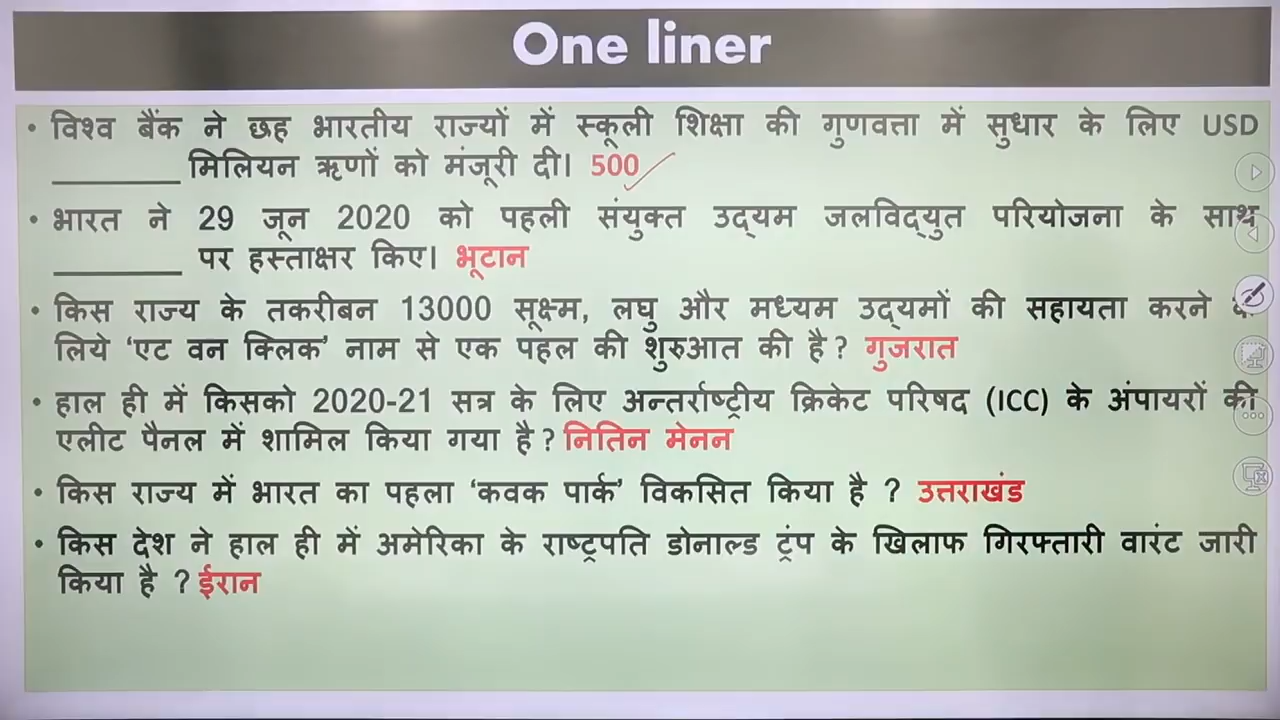 One liner
• विश्व बैंक ने छह भारतीय राज्यों में स्कूली शिक्षा की गुणवत्ता में सुधार के लिए USD
__________ मिलियन ऋणों को मंजूरी दी। 500
• भारत ने 29 जून 2020 को पहली संयुक्त उद्यम जलविद्युत परियोजना के साथ
__________ पर हस्ताक्षर किए। भूटान
• किस राज्य के तकरीबन 13000 सूक्ष्म, लघु और मध्यम उद्यमों की सहायता करने
लिये ‘एट वन क्लिक’ नाम से एक पहल की शुरुआत की है? गुजरात
• हाल ही में किसको 2020-21 सत्र के लिए अन्तर्राष्ट्रीय क्रिकेट परिषद (ICC) के अंपायरों की
एलीट पैनल में शामिल किया गया है? नितिन मेनन
• किस राज्य में भारत का पहला ‘कवक पार्क’ विकसित किया है ? उत्तराखंड
• किस देश ने हाल ही में अमेरिका के राष्ट्रपति डोनाल्ड ट्रंप के खिलाफ गिरफ्तारी वारंट जारी
किया है ? ईरान